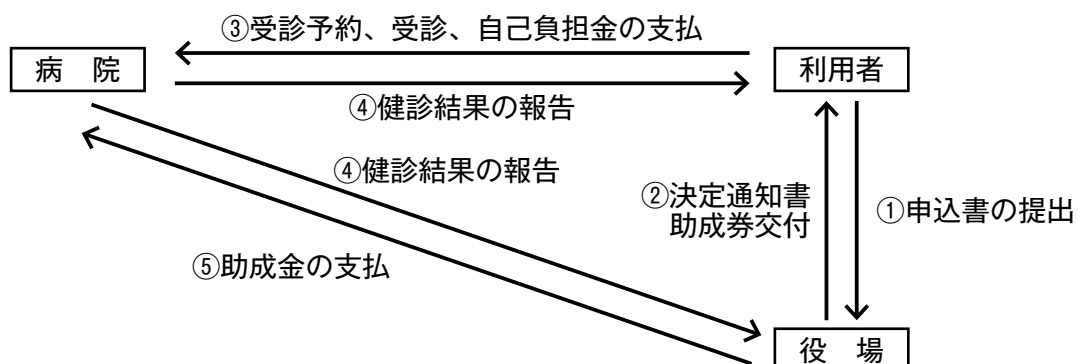 ③受診予約、受診、自己負担金の支払
病　院
利用者
④健診結果の報告
④健診結果の報告
②決定通知書
助成券交付
①申込書の提出
⑤助成金の支払
役　場